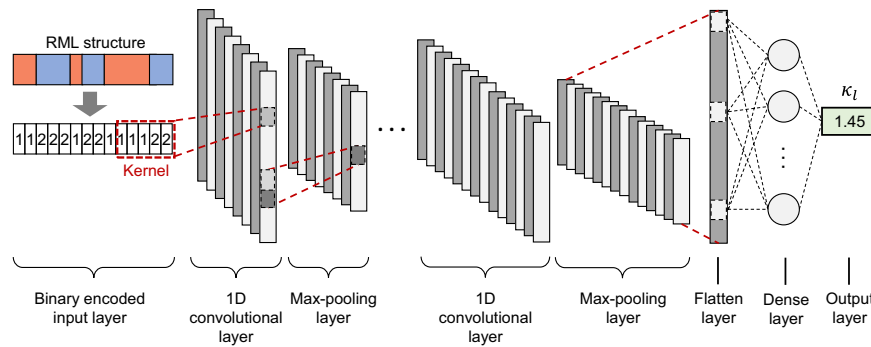 RML structure
1 1 2 2 2 1 2 2 1 1 1 1 1 2 2
Kernel
. . .
κl
1.45
Binary encoded
input layer
1D
convolutional
layer
Max-pooling
layer
1D
convolutional
layer
Max-pooling
layer
Flatten
layer
Dense
layer
Output
layer